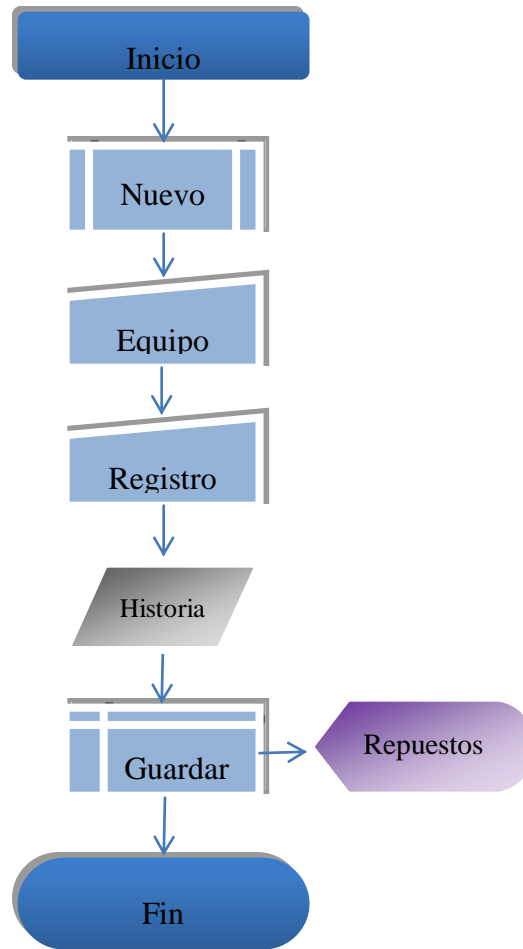 Inicio
Nuevo
Equipo
Registro
Historia
Guardar
Repuestos
Fin